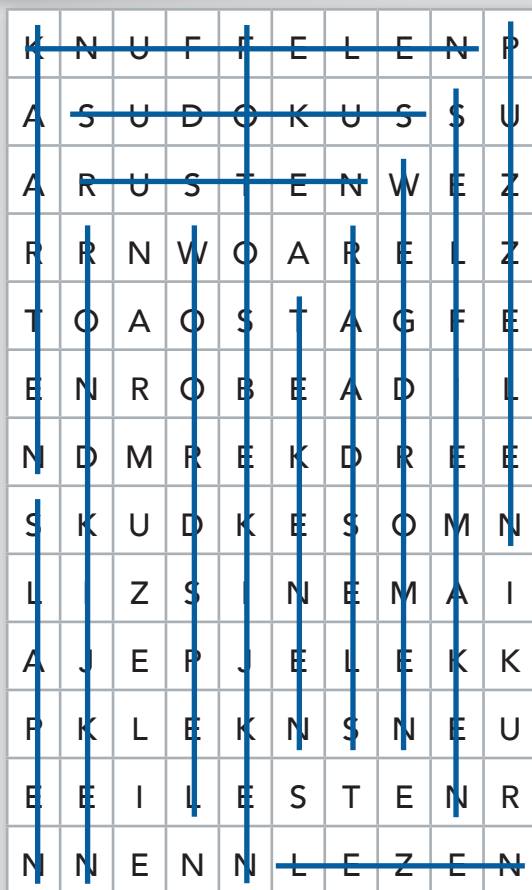 K N U F F E L E N P
A S U D O K U S S U
A R U S T E N W E Z
R R N W O A R E L Z
T O A O S T A G F E
E N R O B E A D I L
N D M R E K D R E E
S K U D K E S O M N
L I Z S I N E M A I
A J E P J E L E K K
P K L E K N S N E U
E E I L E S T E N R
N N E N N L E Z E N